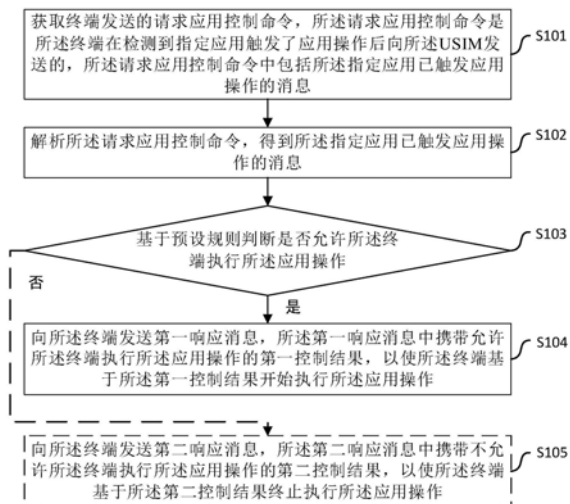 获取终端发送的请求应用控制命令，所述请求应用控制命令是
所述终端在检测到指定应用触发了应用操作后向所述USIM发
送的，所述请求应用控制命令中包括所述指定应用已触发应用
操作的消息
S101
解析所述请求应用控制命令，得到所述指定应用已触发应用操
作的消息
S102
基于预设规则判断是否允许所述终
端执行所述应用操作
S103
否
是
向所述终端发送第一响应消息，所述第一响应消息中携带允许
所述终端执行所述应用操作的第一控制结果，以使所述终端基
于所述第一控制结果开始执行所述应用操作
S104
向所述终端发送第二响应消息，所述第二响应消息中携带不允
许所述终端执行所述应用操作的第二控制结果，以使所述终端
基于所述第二控制结果终止执行所述应用操作
S105